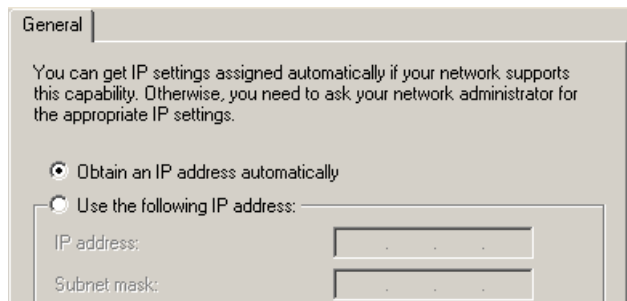 General
You can get IP settings assigned automatically if your network supports
this capability. Otherwise, you need to ask your network administrator for
the appropriate IP settings.
Obtain an IP address automatically
Use the following IP address:
IP address:
Subnet mask: